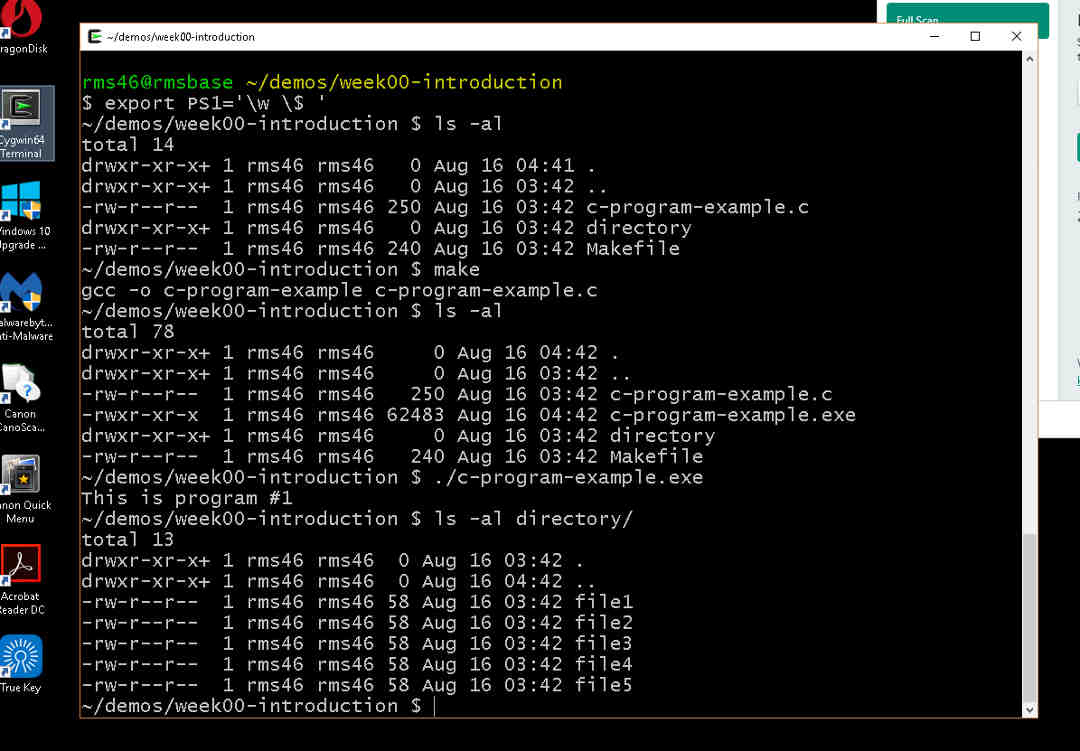 Full Scan
~/demos/week00-introduction
rms46@rmsbase ~/demos/week00-introduction
$ export PS1='\w \$ '
~/demos/week00-introduction $ ls -al
total 14
drwxr-xr-x+ 1 rms46 rms46   0 Aug 16 04:41 .
drwxr-xr-x+ 1 rms46 rms46   0 Aug 16 03:42 ..
-rw-r--r--  1 rms46 rms46 250 Aug 16 03:42 c-program-example.c
drwxr-xr-x+ 1 rms46 rms46   0 Aug 16 03:42 directory
-rw-r--r--  1 rms46 rms46 240 Aug 16 03:42 Makefile
~/demos/week00-introduction $ make
gcc -o c-program-example c-program-example.c
~/demos/week00-introduction $ ls -al
total 78
drwxr-xr-x+ 1 rms46 rms46     0 Aug 16 04:42 .
drwxr-xr-x+ 1 rms46 rms46     0 Aug 16 03:42 ..
-rw-r--r--  1 rms46 rms46   250 Aug 16 03:42 c-program-example.c
-rwxr-xr-x  1 rms46 rms46 62483 Aug 16 04:42 c-program-example.exe
drwxr-xr-x+ 1 rms46 rms46     0 Aug 16 03:42 directory
-rw-r--r--  1 rms46 rms46   240 Aug 16 03:42 Makefile
~/demos/week00-introduction $ ./c-program-example.exe
This is program #1
~/demos/week00-introduction $ ls -al directory/
total 13
drwxr-xr-x+ 1 rms46 rms46  0 Aug 16 03:42 .
drwxr-xr-x+ 1 rms46 rms46  0 Aug 16 04:42 ..
-rw-r--r--  1 rms46 rms46 58 Aug 16 03:42 file1
-rw-r--r--  1 rms46 rms46 58 Aug 16 03:42 file2
-rw-r--r--  1 rms46 rms46 58 Aug 16 03:42 file3
-rw-r--r--  1 rms46 rms46 58 Aug 16 03:42 file4
-rw-r--r--  1 rms46 rms46 58 Aug 16 03:42 file5
~/demos/week00-introduction $
ragonDisk
Cygwin64
Terminal
Windows 10
Upgrade ...
alwarebyt...
ti-Malware
Canon
CanoSca...
anon Quick
Menu
Acrobat
Reader DC
True Key